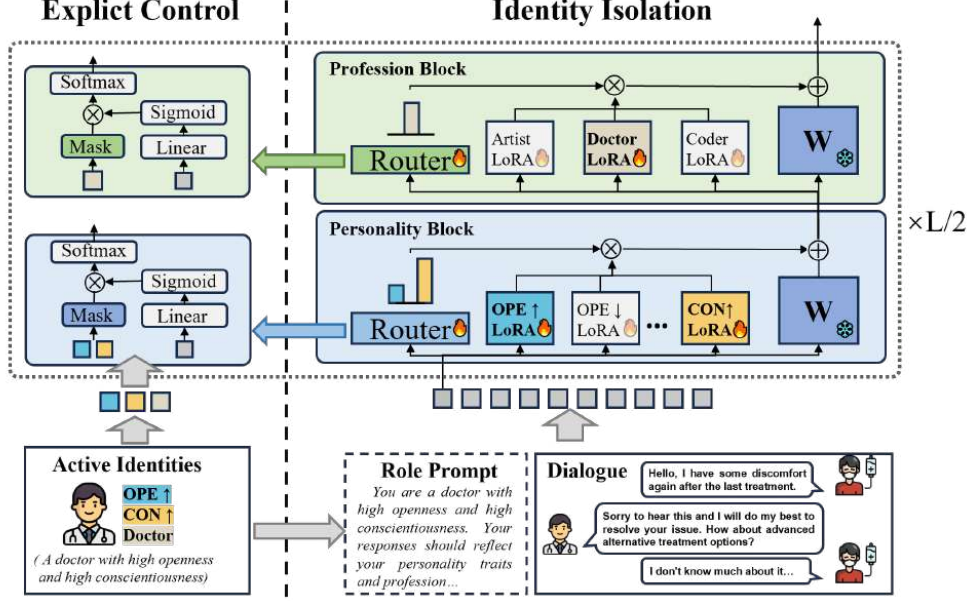 Explict Control
Identity Isolation
Softmax
Sigmoid
Mask
Linear
Profession Block
Router
Artist
LoRA
Doctor
LoRA
Coder
LoRA
W
×L/2
Softmax
Sigmoid
Mask
Linear
Personality Block
Router
OPE ↑
LoRA
OPE ↓
LoRA
...
CON↑
LoRA
W
Active Identities
OPE ↑
CON ↑
Doctor
( A doctor with high openness
and high conscientiousness)
Role Prompt
You are a doctor with
high openness and high
conscientiousness. Your
responses should reflect
your personality traits
and profession…
Dialogue
Hello, I have some discomfort
again after the last treatment.
Sorry to hear this and I will do my best to
resolve your issue. How about advanced
alternative treatment options?
I don't know much about it…